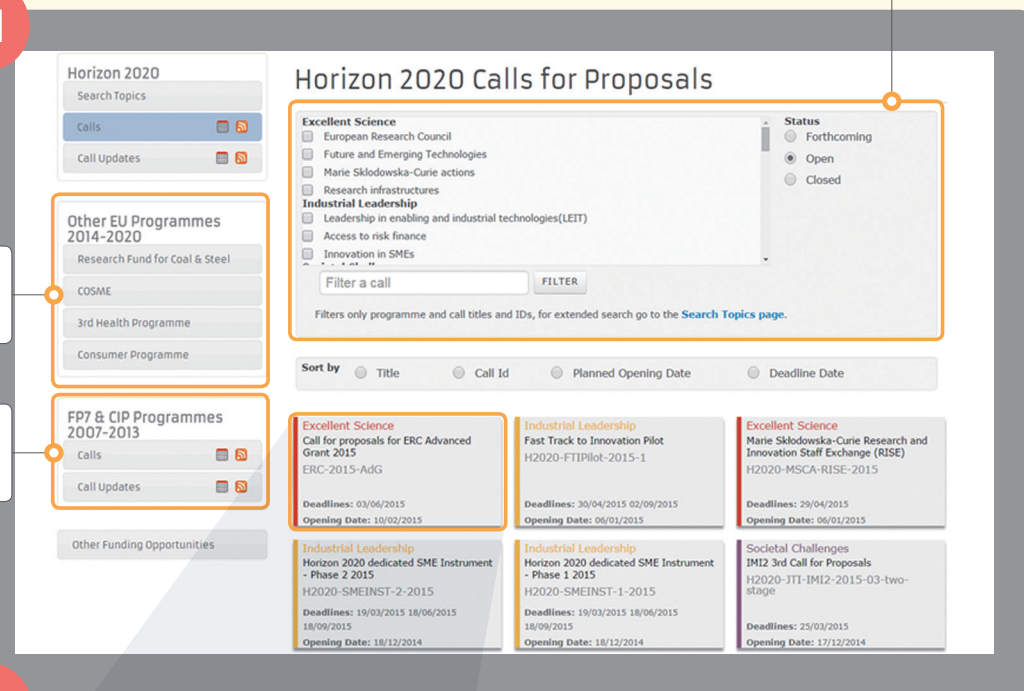 Horizon 2020
Search Topics
Calls
Call Updates
Other EU Programmes
2014-2020
Research Fund for Coal & Steel
COSME
3rd Health Programme
Consumer Programme
FP7 & CIP Programmes
2007-2013
Calls
Call Updates
Other Funding Opportunities
Horizon 2020 Calls for Proposals
Excellent Science
European Research Council
Future and Emerging Technologies
Marie Sklodowska-Curie actions
Research infrastructures
Industrial Leadership
Leadership in enabling and industrial technologies(LEIT)
Access to risk finance
Innovation in SMEs
Status
Forthcoming
Open
Closed
Filter a call
FILTER
Filters only programme and call titles and IDs, for extended search go to the Search Topics page.
Sort by Title Call Id Planned Opening Date Deadline Date
Excellent Science
Call for proposals for ERC Advanced
Grant 2015
ERC-2015-AdG
Deadlines: 03/06/2015
Opening Date: 10/02/2015
Industrial Leadership
Fast Track to Innovation Pilot
H2020-FTIPilot-2015-1
Deadlines: 30/04/2015 02/09/2015
Opening Date: 06/01/2015
Excellent Science
Marie Skłodowska-Curie Research and
Innovation Staff Exchange (RISE)
H2020-MSCA-RISE-2015
Deadlines: 29/04/2015
Opening Date: 06/01/2015
Industrial Leadership
Horizon 2020 dedicated SME Instrument
- Phase 2 2015
H2020-SMEINST-2-2015
Deadlines: 19/03/2015 18/06/2015
18/09/2015
Opening Date: 18/12/2014
Industrial Leadership
Horizon 2020 dedicated SME Instrument
- Phase 1 2015
H2020-SMEINST-1-2015
Deadlines: 19/03/2015 18/06/2015
18/09/2015
Opening Date: 18/12/2014
Societal Challenges
IMI2 3rd Call for Proposals
H2020-JTI-IMI2-2015-03-two-
stage
Deadlines: 25/03/2015
Opening Date: 17/12/2014